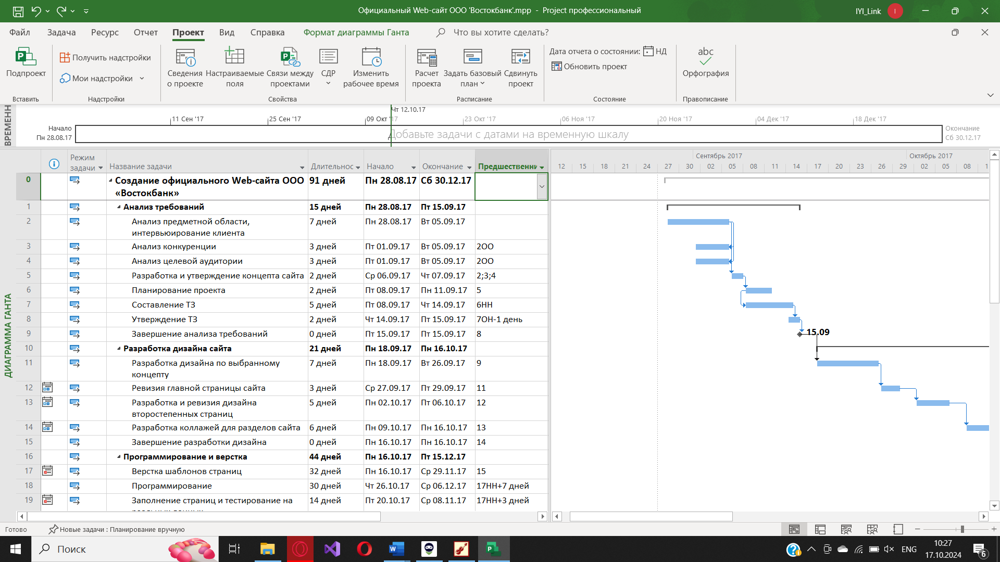 Официальный Web-сайт ООО 'Востокбанк'.mpp - Project профессиональный
IYI_Link
I
Файл Задача Ресурс Отчет Проект Вид Справка Формат диаграммы Ганта Что вы хотите сделать?
Подпроект
Вставить
Получить надстройки
Мои надстройки
Надстройки
Сведения о проекте
Настраиваемые поля
Связи между проектами
СДР
Изменить рабочее время
Свойства
Расчет проекта
Задать базовый план
Сдвинуть проект
Расписание
Дата отчета о состоянии: НД
Обновить проект
Состояние
abc
Орфография
Правописание
ВРЕМЕНН
Чт 12.10.17
11 Сен '17 25 Сен '17 09 Окт '17 23 Окт '17 06 Ноя '17 20 Ноя '17 04 Дек '17 18 Дек '17
Начало
Пн 28.08.17
Добавьте задачи с датами на временную шкалу
Окончание
Сб 30.12.17
ДИАГРАММА ГАНТА
Режим задачи Название задачи Длительнос Начало Окончание Предшественни
Сентябрь 2017 Октябрь 2017
12 15 18 21 24 27 30 02 05 08 11 14 17 20 23 26 29 02 05 08 1
0 Создание официального Web-сайта ООО «Востокбанк» 91 дней Пн 28.08.17 Сб 30.12.17
1 Анализ требований 15 дней Пн 28.08.17 Пт 15.09.17
2 Анализ предметной области, интервьюирование клиента 7 дней Пн 28.08.17 Вт 05.09.17
3 Анализ конкуренции 3 дней Пт 01.09.17 Вт 05.09.17 2ОО
4 Анализ целевой аудитории 3 дней Пт 01.09.17 Вт 05.09.17 2ОО
5 Разработка и утверждение концепта сайта 2 дней Ср 06.09.17 Чт 07.09.17 2;3;4
6 Планирование проекта 2 дней Пт 08.09.17 Пн 11.09.17 5
7 Составление ТЗ 5 дней Пт 08.09.17 Чт 14.09.17 6НН
8 Утверждение ТЗ 2 дней Чт 14.09.17 Пт 15.09.17 7ОН-1 день
9 Завершение анализа требований 0 дней Пт 15.09.17 Пт 15.09.17 8
15.09
10 Разработка дизайна сайта 21 дней Пн 18.09.17 Пн 16.10.17
11 Разработка дизайна по выбранному концепту 7 дней Пн 18.09.17 Вт 26.09.17 9
12 Ревизия главной страницы сайта 3 дней Ср 27.09.17 Пт 29.09.17 11
13 Разработка и ревизия дизайна второстепенных страниц 5 дней Пн 02.10.17 Пт 06.10.17 12
14 Разработка коллажей для разделов сайта 6 дней Пн 09.10.17 Пн 16.10.17 13
15 Завершение разработки дизайна 0 дней Пн 16.10.17 Пн 16.10.17 14
16 Программирование и верстка 44 дней Пн 16.10.17 Пт 15.12.17
17 Верстка шаблонов страниц 32 дней Пн 16.10.17 Ср 29.11.17 15
18 Программирование 30 дней Чт 26.10.17 Ср 06.12.17 17НН+7 дней
19 Заполнение страниц и тестирование на 14 дней Пт 20.10.17 Ср 08.11.17 17НН+3 дней
Готово Новые задачи : Планирование вручную
Поиск
ENG
10:27
17.10.2024
6